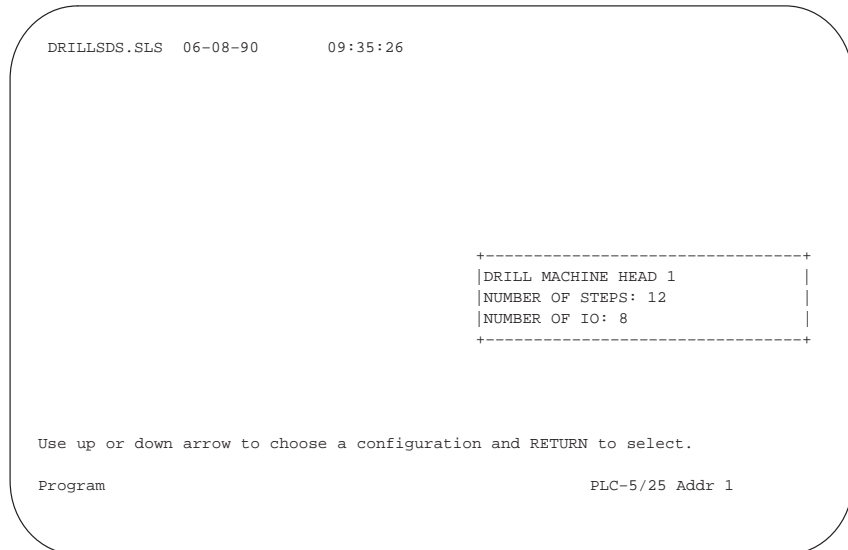 DRILLSDS.SLS 06-08-90 09:35:26
+---------------------------------+
|DRILL MACHINE HEAD 1 |
|NUMBER OF STEPS: 12 |
|NUMBER OF IO: 8 |
+---------------------------------+
Use up or down arrow to choose a configuration and RETURN to select.
Program PLC-5/25 Addr 1